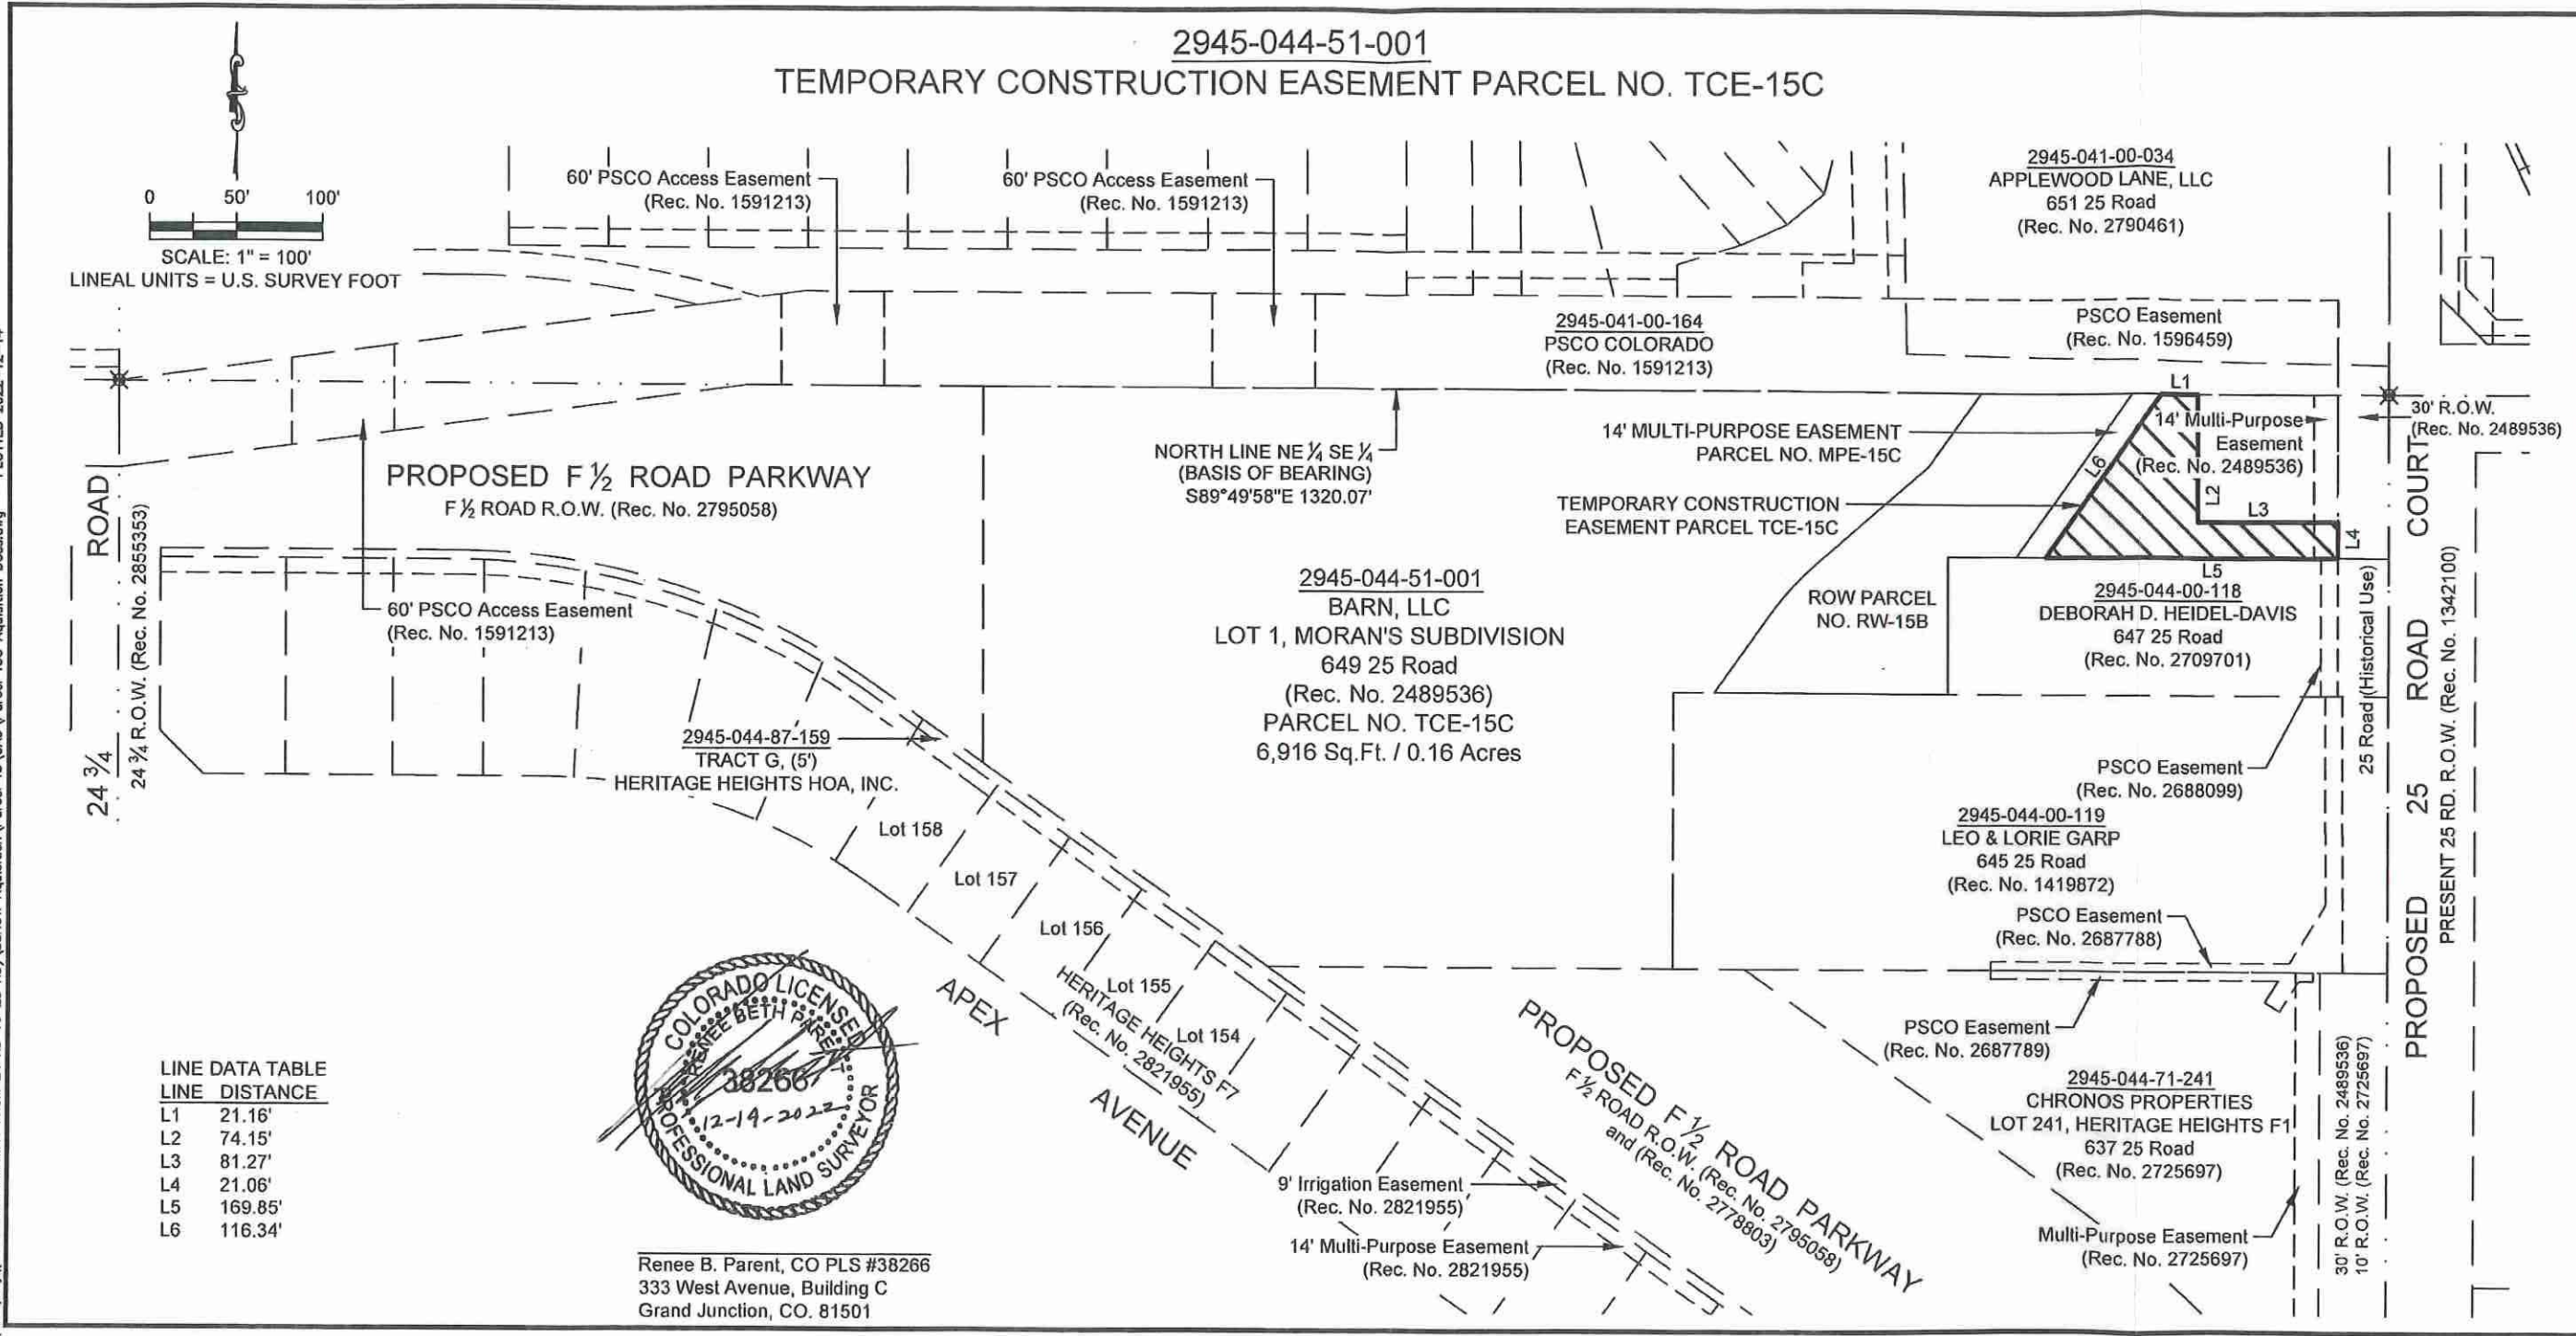 2945-044-51-001
TEMPORARY CONSTRUCTION EASEMENT PARCEL NO. TCE-15C
0 50' 100'
SCALE: 1" = 100'
LINEAL UNITS = U.S. SURVEY FOOT
60' PSCO Access Easement
(Rec. No. 1591213)
60' PSCO Access Easement
(Rec. No. 1591213)
2945-041-00-034
APPLEWOOD LANE, LLC
651 25 Road
(Rec. No. 2790461)
2945-041-00-164
PSCO COLORADO
(Rec. No. 1591213)
PSCO Easement
(Rec. No. 1596459)
L1
14' Multi-Purpose
Easement
(Rec. No. 2489536)
30' R.O.W.
(Rec. No. 2489536)
14' MULTI-PURPOSE EASEMENT
PARCEL NO. MPE-15C
L6
L2
L3
L4
L5
NORTH LINE NE ¼ SE ¼
(BASIS OF BEARING)
S89°49'58"E 1320.07'
TEMPORARY CONSTRUCTION
EASEMENT PARCEL TCE-15C
PROPOSED F ½ ROAD PARKWAY
F ½ ROAD R.O.W. (Rec. No. 2795058)
24 ¾ ROAD
24 ¾ R.O.W. (Rec. No. 2855353)
60' PSCO Access Easement
(Rec. No. 1591213)
2945-044-51-001
BARN, LLC
LOT 1, MORAN'S SUBDIVISION
649 25 Road
(Rec. No. 2489536)
PARCEL NO. TCE-15C
6,916 Sq.Ft. / 0.16 Acres
ROW PARCEL
NO. RW-15B
2945-044-00-118
DEBORAH D. HEIDEL-DAVIS
647 25 Road
(Rec. No. 2709701)
25 Road (Historical Use)
PROPOSED 25 ROAD COURT
PRESENT 25 RD. R.O.W. (Rec. No. 1342100)
2945-044-87-159
TRACT G, (5')
HERITAGE HEIGHTS HOA, INC.
PSCO Easement
(Rec. No. 2688099)
2945-044-00-119
LEO & LORIE GARP
645 25 Road
(Rec. No. 1419872)
PSCO Easement
(Rec. No. 2687788)
Lot 158
Lot 157
Lot 156
Lot 155
Lot 154
HERITAGE HEIGHTS F7
(Rec. No. 2821955)
APEX
AVENUE
PROPOSED F ½ ROAD PARKWAY
F ½ ROAD R.O.W. (Rec. No. 2795058)
and (Rec. No. 2778803)
PSCO Easement
(Rec. No. 2687789)
2945-044-71-241
CHRONOS PROPERTIES
LOT 241, HERITAGE HEIGHTS F1
637 25 Road
(Rec. No. 2725697)
Multi-Purpose Easement
(Rec. No. 2725697)
30' R.O.W. (Rec. No. 2489536)
10' R.O.W. (Rec. No. 2725697)
9' Irrigation Easement
(Rec. No. 2821955)
14' Multi-Purpose Easement
(Rec. No. 2821955)
LINE DATA TABLE
LINE DISTANCE
L1 21.16'
L2 74.15'
L3 81.27'
L4 21.06'
L5 169.85'
L6 116.34'
COLORADO LICENSED
RENEE BETH PARENT
38266
12-19-2022
PROFESSIONAL LAND SURVEYOR
Renee B. Parent, CO PLS #38266
333 West Avenue, Building C
Grand Junction, CO. 81501